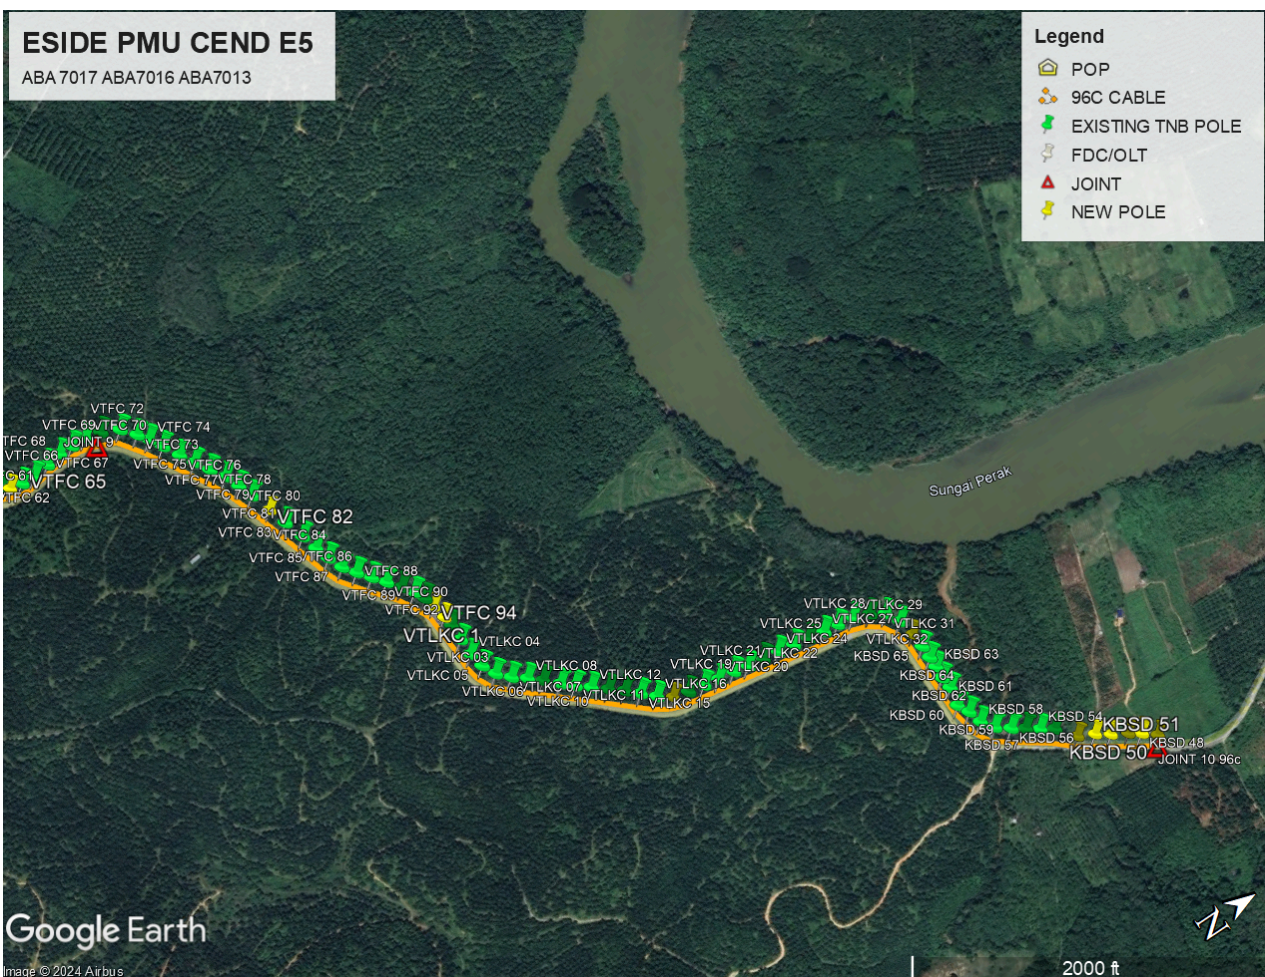 ESIDE PMU CEND E5
ABA 7017 ABA7016 ABA7013
Legend
POP
96C CABLE
EXISTING TNB POLE
FDC/OLT
JOINT
NEW POLE
VTFC 72
VTFC 69
VTFC 70
VTFC 74
TFC 68
JOINT 9
VTFC 73
VTFC 66
VTFC 67
VTFC 75
VTFC 76
C 61
VTFC 65
VTFC 77
VTFC 78
VTFC 62
VTFC 79
VTFC 80
VTFC 81
VTFC 82
VTFC 83
VTFC 84
VTFC 85
VTFC 86
VTFC 87
VTFC 88
VTFC 89
VTFC 90
VTFC 92
VTFC 94
VTLKC 1
VTLKC 04
VTLKC 03
VTLKC 05
VTLKC 08
VTLKC 06
VTLKC 07
VTLKC 12
VTLKC 10
VTLKC 11
VTLKC 16
VTLKC 15
VTLKC 19
VTLKC 21
VTLKC 20
VTLKC 22
VTLKC 25
VTLKC 24
VTLKC 28
VTLKC 29
VTLKC 27
VTLKC 31
VTLKC 32
KBSD 65
KBSD 63
KBSD 64
KBSD 61
KBSD 62
KBSD 60
KBSD 58
KBSD 59
KBSD 54
KBSD 51
KBSD 57
KBSD 56
KBSD 50
KBSD 48
JOINT 10 96c
Sungai Perak
N
Google Earth
Image © 2024 Airbus
2000 ft